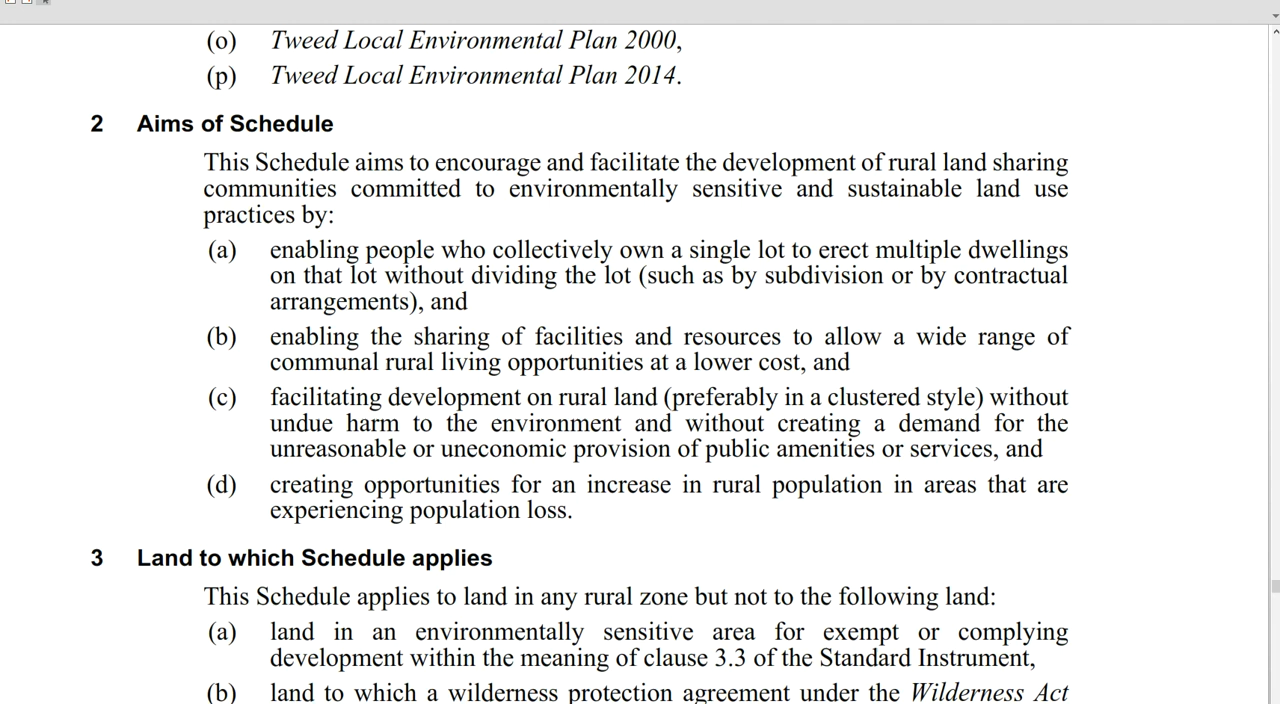 (o) Tweed Local Environmental Plan 2000,
(p) Tweed Local Environmental Plan 2014.
2 Aims of Schedule
This Schedule aims to encourage and facilitate the development of rural land sharing
communities committed to environmentally sensitive and sustainable land use
practices by:
(a) enabling people who collectively own a single lot to erect multiple dwellings
on that lot without dividing the lot (such as by subdivision or by contractual
arrangements), and
(b) enabling the sharing of facilities and resources to allow a wide range of
communal rural living opportunities at a lower cost, and
(c) facilitating development on rural land (preferably in a clustered style) without
undue harm to the environment and without creating a demand for the
unreasonable or uneconomic provision of public amenities or services, and
(d) creating opportunities for an increase in rural population in areas that are
experiencing population loss.
3 Land to which Schedule applies
This Schedule applies to land in any rural zone but not to the following land:
(a) land in an environmentally sensitive area for exempt or complying
development within the meaning of clause 3.3 of the Standard Instrument,
(b) land to which a wilderness protection agreement under the Wilderness Act